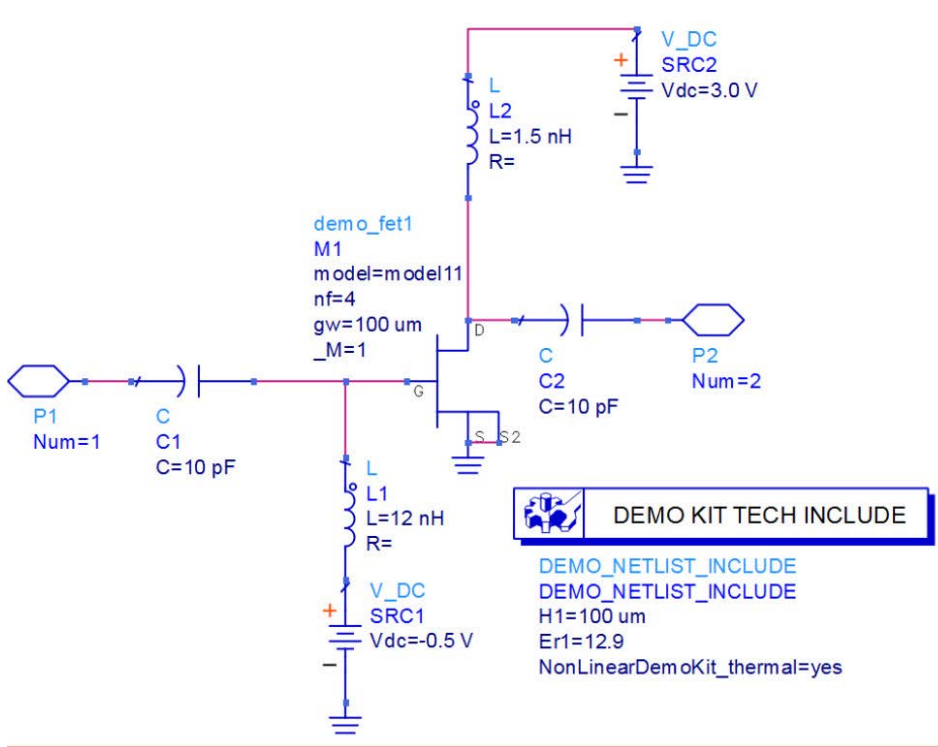 V_DC
SRC2
Vdc=3.0 V
+
–
L
L2
L=1.5 nH
R=
demo_fet1
M1
model=model11
nf=4
gw=100 um
_M=1
D
G
S
S2
C
C2
C=10 pF
P2
Num=2
P1
Num=1
C
C1
C=10 pF
L
L1
L=12 nH
R=
V_DC
SRC1
Vdc=-0.5 V
+
–
DEMO KIT TECH INCLUDE
DEMO_NETLIST_INCLUDE
DEMO_NETLIST_INCLUDE
H1=100 um
Er1=12.9
NonLinearDemoKit_thermal=yes